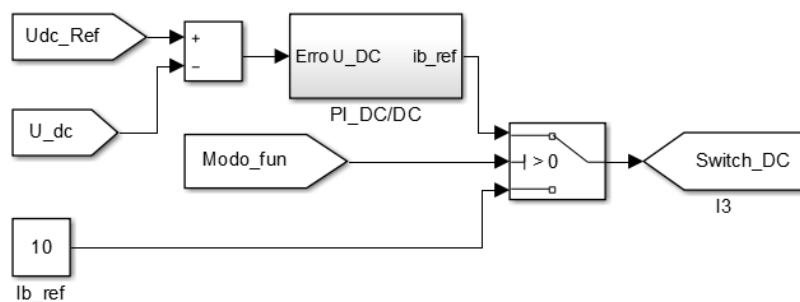 Udc_Ref
+
−
U_dc
Erro U_DC
ib_ref
PI_DC/DC
Modo_fun
> 0
Switch_DC
I3
10
Ib_ref